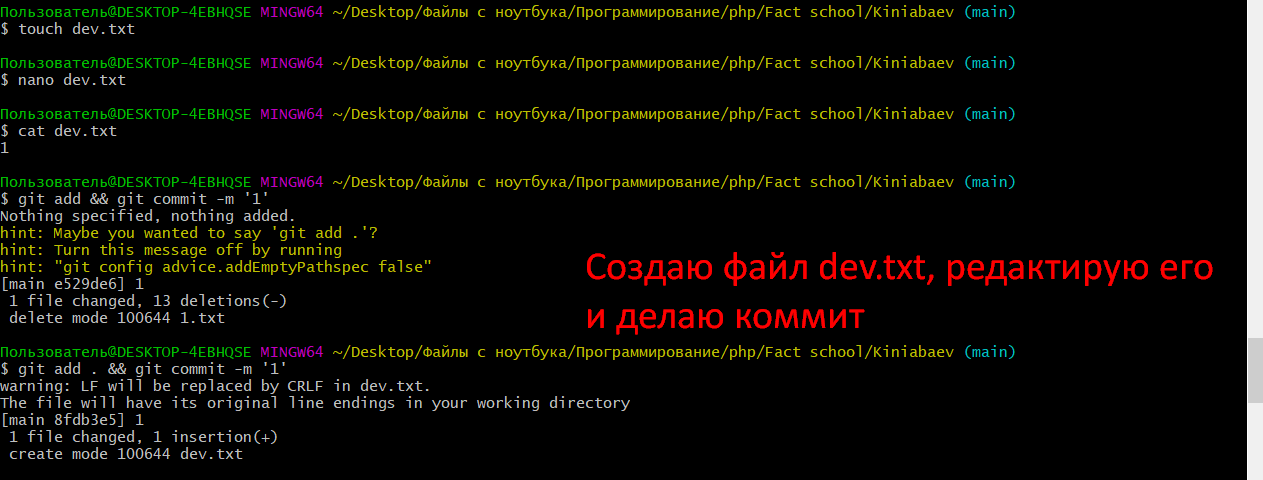 Пользователь@DESKTOP-4EBHQSE MINGW64 ~/Desktop/Файлы с ноутбука/Программирование/php/Fact school/Kiniabaev (main)
$ touch dev.txt
Пользователь@DESKTOP-4EBHQSE MINGW64 ~/Desktop/Файлы с ноутбука/Программирование/php/Fact school/Kiniabaev (main)
$ nano dev.txt
Пользователь@DESKTOP-4EBHQSE MINGW64 ~/Desktop/Файлы с ноутбука/Программирование/php/Fact school/Kiniabaev (main)
$ cat dev.txt
1
Пользователь@DESKTOP-4EBHQSE MINGW64 ~/Desktop/Файлы с ноутбука/Программирование/php/Fact school/Kiniabaev (main)
$ git add && git commit -m '1'
Nothing specified, nothing added.
hint: Maybe you wanted to say 'git add .'?
hint: Turn this message off by running
hint: "git config advice.addEmptyPathspec false"
[main e529de6] 1
 1 file changed, 13 deletions(-)
 delete mode 100644 1.txt
Создаю файл dev.txt, редактирую его
и делаю коммит
Пользователь@DESKTOP-4EBHQSE MINGW64 ~/Desktop/Файлы с ноутбука/Программирование/php/Fact school/Kiniabaev (main)
$ git add . && git commit -m '1'
warning: LF will be replaced by CRLF in dev.txt.
The file will have its original line endings in your working directory
[main 8fdb3e5] 1
 1 file changed, 1 insertion(+)
 create mode 100644 dev.txt